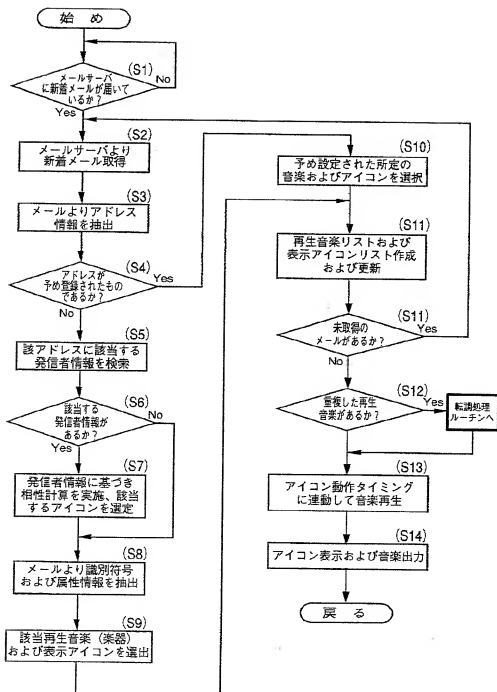 始め
(S1)
メールサーバ
に新着メールが届いて
いるか?
No
Yes
(S2)
メールサーバより
新着メール取得
(S3)
メールよりアドレス
情報を抽出
(S4)
アドレスが
予め登録されたもの
であるか?
Yes
No
(S5)
該アドレスに該当する
発信者情報を検索
(S6)
該当する
発信者情報が
あるか?
No
Yes
(S7)
発信者情報に基づき
相性計算を実施、該当
するアイコンを選定
(S8)
メールより識別符号
および属性情報を抽出
(S9)
該当再生音楽(楽器)
および表示アイコンを選出
(S10)
予め設定された所定の
音楽およびアイコンを選択
(S11)
再生音楽リストおよび
表示アイコンリスト作成
および更新
(S11)
未取得の
メールがあるか?
Yes
No
(S12)
重複した再生
音楽があるか?
Yes
転調処理
ルーチンへ
No
(S13)
アイコン動作タイミング
に連動して音楽再生
(S14)
アイコン表示および音楽出力
戻る